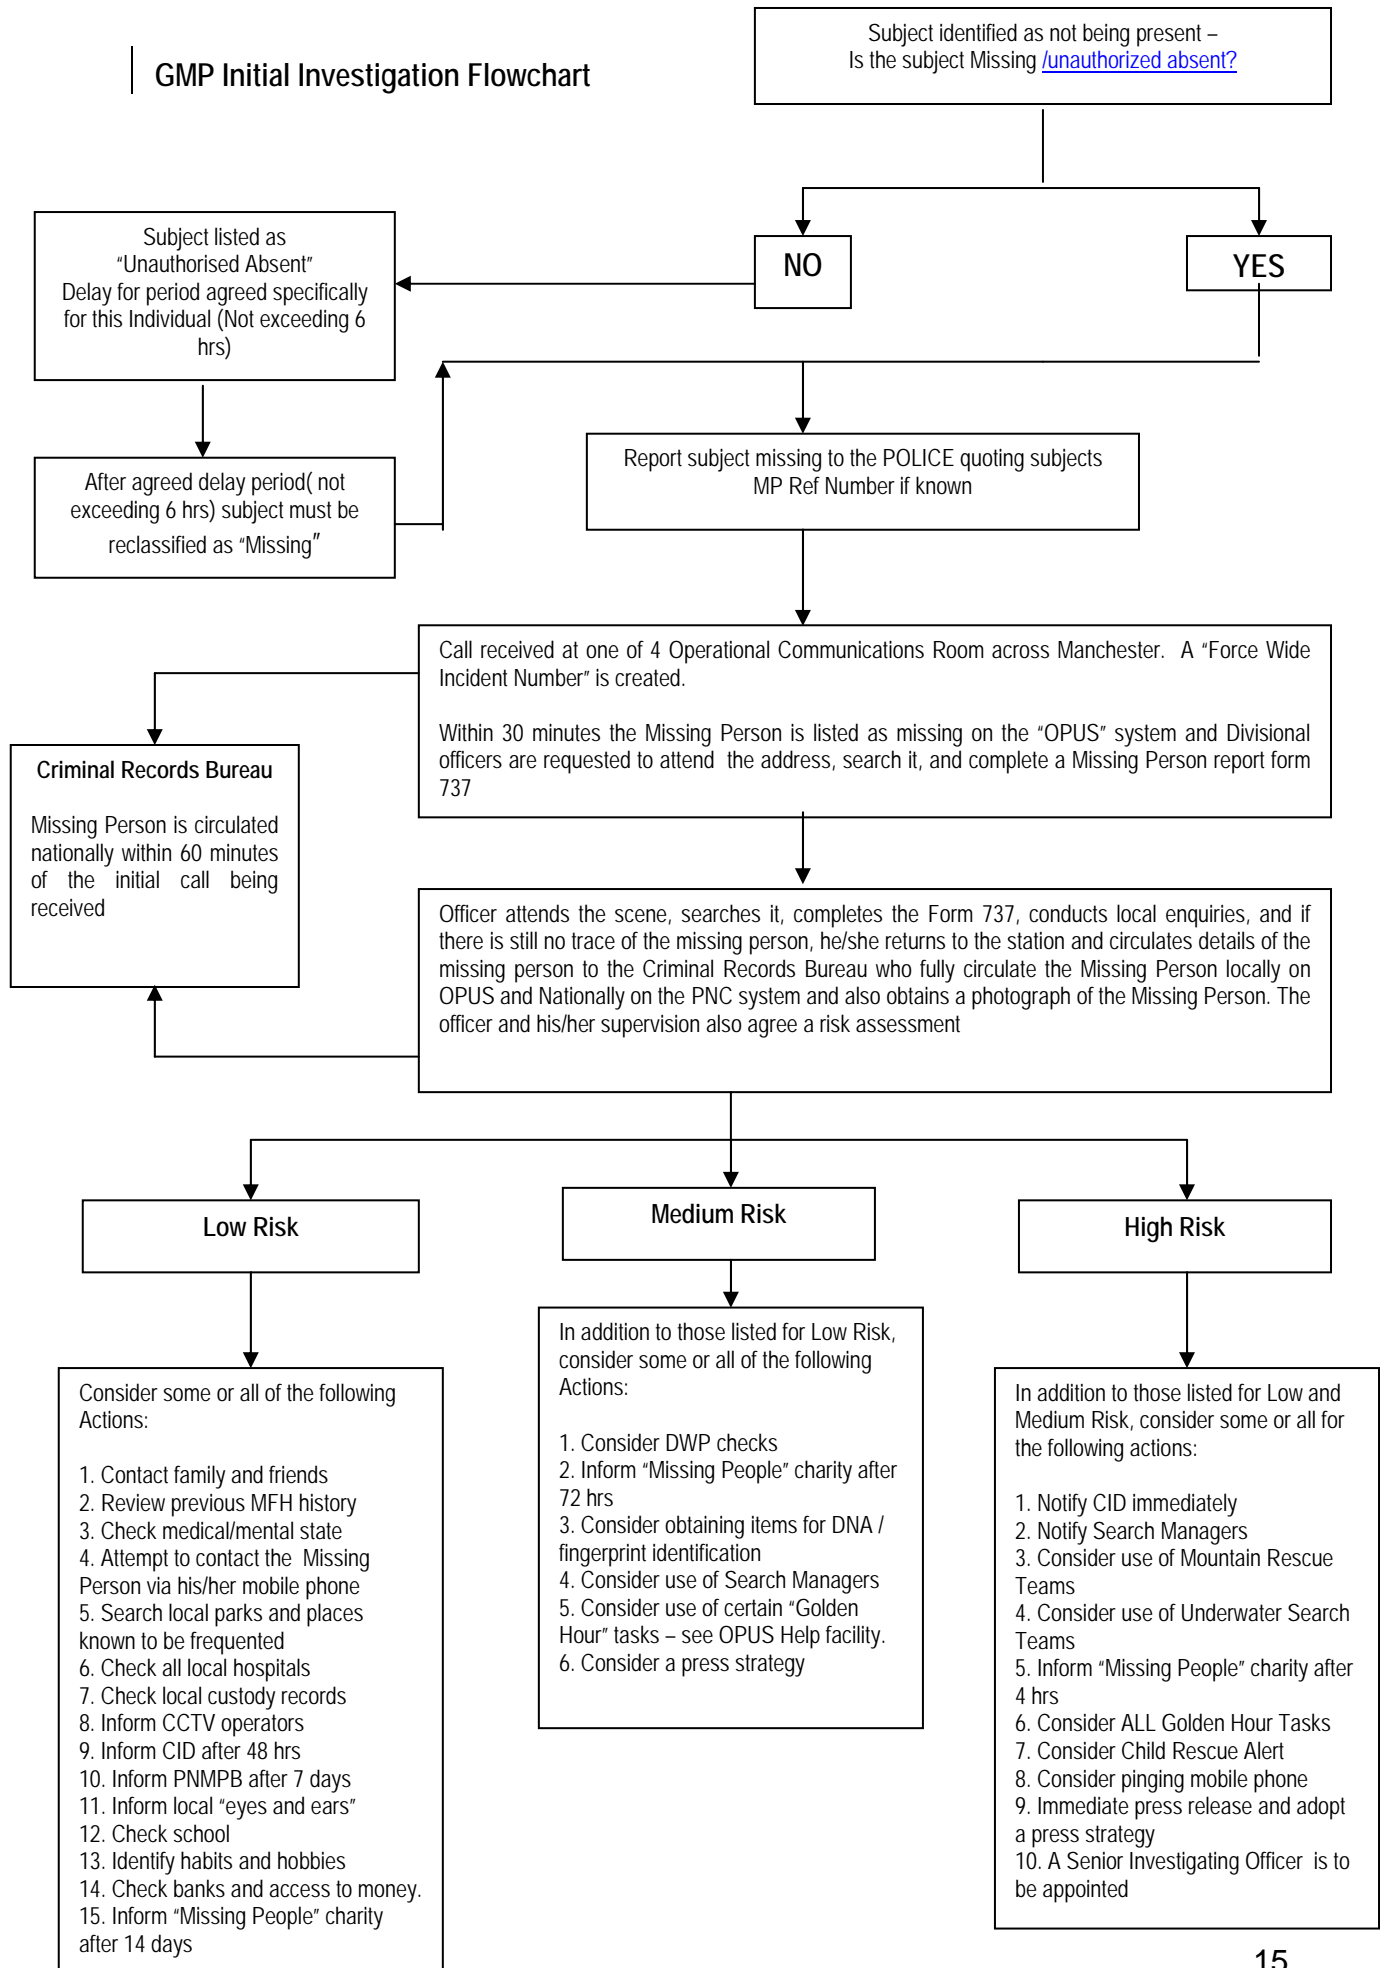 GMP Initial Investigation Flowchart
Subject identified as not being present –
Is the subject Missing /unauthorized absent?
NO
YES
Subject listed as
“Unauthorised Absent”
Delay for period agreed specifically
for this Individual (Not exceeding 6
hrs)
After agreed delay period( not
exceeding 6 hrs) subject must be
reclassified as “Missing”
Report subject missing to the POLICE quoting subjects
MP Ref Number if known
Call received at one of 4 Operational Communications Room across Manchester. A “Force Wide
Incident Number” is created.
Within 30 minutes the Missing Person is listed as missing on the “OPUS” system and Divisional
officers are requested to attend the address, search it, and complete a Missing Person report form
737
Criminal Records Bureau
Missing Person is circulated
nationally within 60 minutes
of the initial call being
received
Officer attends the scene, searches it, completes the Form 737, conducts local enquiries, and if
there is still no trace of the missing person, he/she returns to the station and circulates details of the
missing person to the Criminal Records Bureau who fully circulate the Missing Person locally on
OPUS and Nationally on the PNC system and also obtains a photograph of the Missing Person. The
officer and his/her supervision also agree a risk assessment
Low Risk
Medium Risk
High Risk
Consider some or all of the following
Actions:
1. Contact family and friends
2. Review previous MFH history
3. Check medical/mental state
4. Attempt to contact the Missing
Person via his/her mobile phone
5. Search local parks and places
known to be frequented
6. Check all local hospitals
7. Check local custody records
8. Inform CCTV operators
9. Inform CID after 48 hrs
10. Inform PNMPB after 7 days
11. Inform local “eyes and ears”
12. Check school
13. Identify habits and hobbies
14. Check banks and access to money.
15. Inform “Missing People” charity
after 14 days
In addition to those listed for Low Risk,
consider some or all of the following
Actions:
1. Consider DWP checks
2. Inform “Missing People” charity after
72 hrs
3. Consider obtaining items for DNA /
fingerprint identification
4. Consider use of Search Managers
5. Consider use of certain “Golden
Hour” tasks – see OPUS Help facility.
6. Consider a press strategy
In addition to those listed for Low and
Medium Risk, consider some or all for
the following actions:
1. Notify CID immediately
2. Notify Search Managers
3. Consider use of Mountain Rescue
Teams
4. Consider use of Underwater Search
Teams
5. Inform “Missing People” charity after
4 hrs
6. Consider ALL Golden Hour Tasks
7. Consider Child Rescue Alert
8. Consider pinging mobile phone
9. Immediate press release and adopt
a press strategy
10. A Senior Investigating Officer is to
be appointed
15